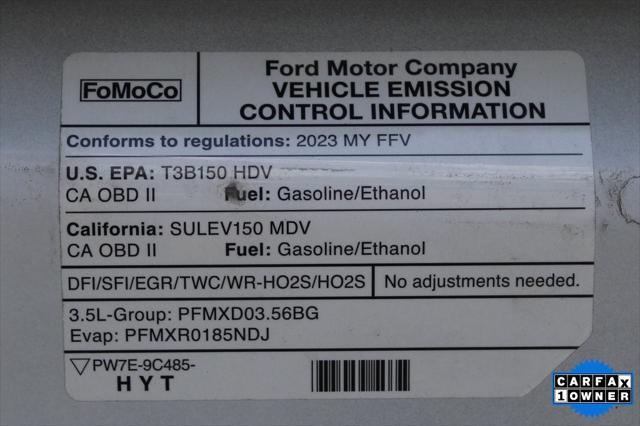 FoMoCo
Ford Motor Company
VEHICLE EMISSION
CONTROL INFORMATION
Conforms to regulations: 2023 MY FFV
U.S. EPA: T3B150 HDV
CA OBD II Fuel: Gasoline/Ethanol
California: SULEV150 MDV
CA OBD II Fuel: Gasoline/Ethanol
DFI/SFI/EGR/TWC/WR-HO2S/HO2S No adjustments needed.
3.5L-Group: PFMXD03.56BG
Evap: PFMXR0185NDJ
PW7E-9C485-
HYT
CARFAX
1 OWNER